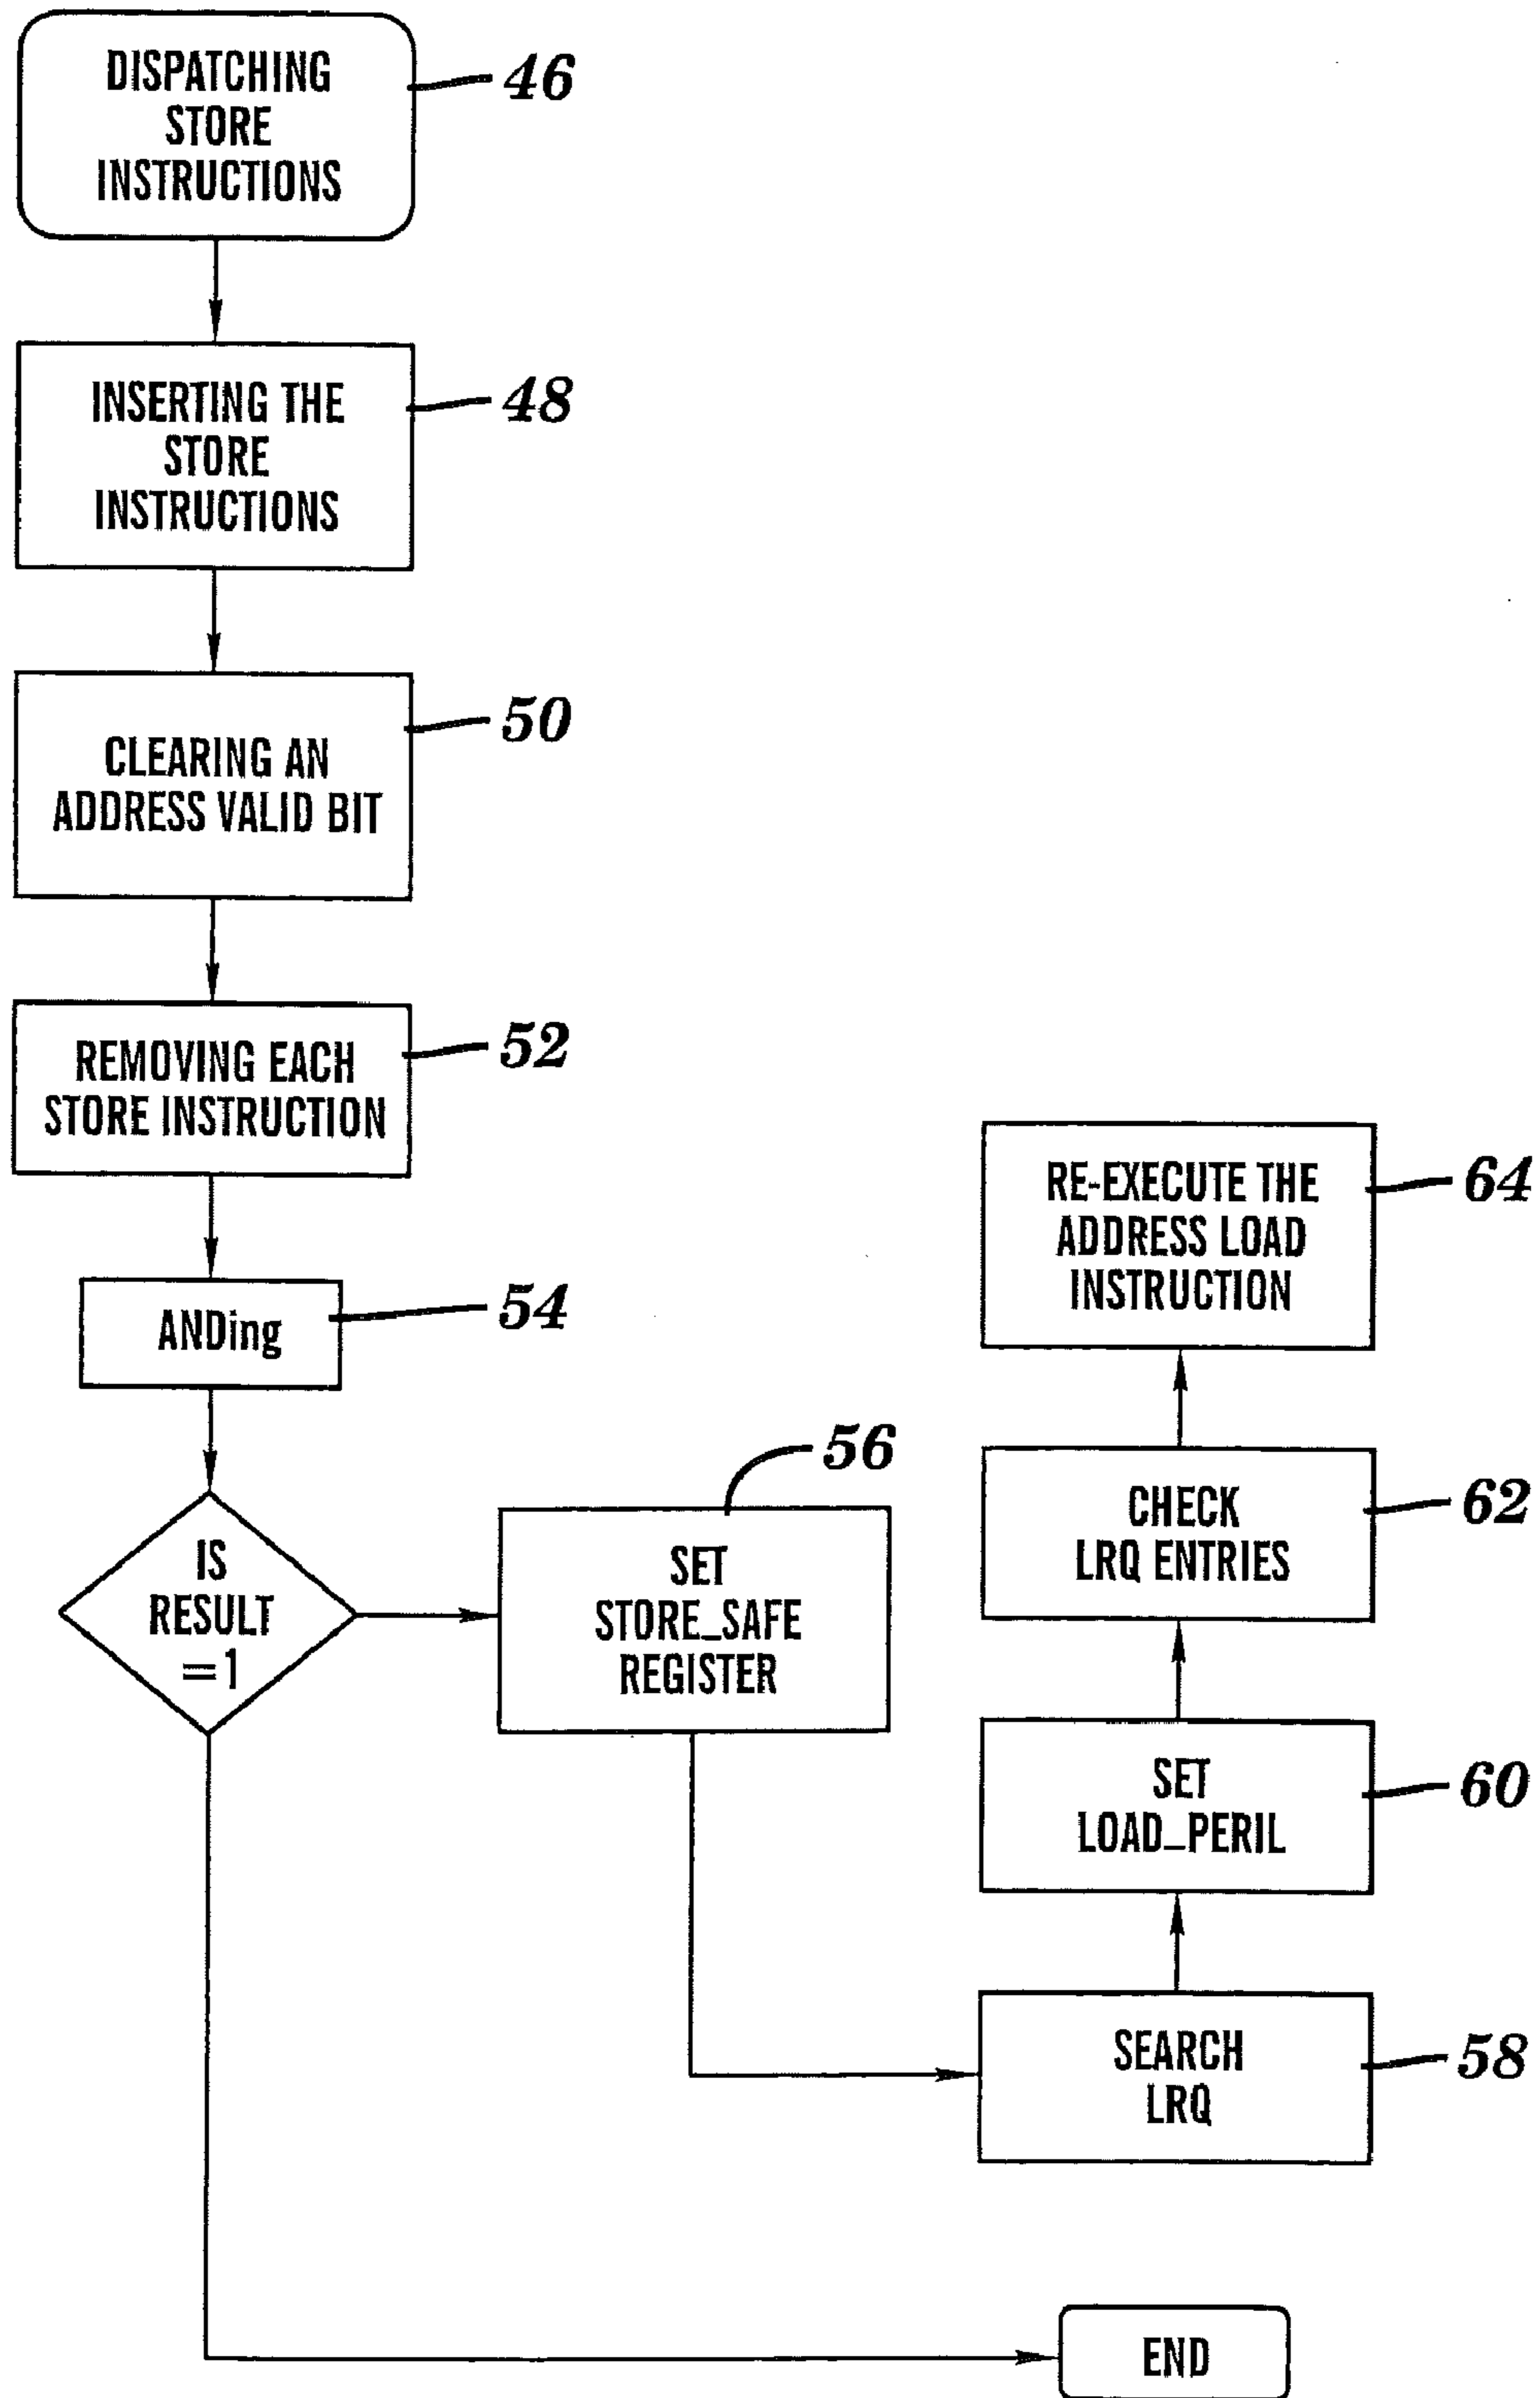 DISPATCHING
STORE
INSTRUCTIONS
46
INSERTING THE
STORE
INSTRUCTIONS
48
CLEARING AN
ADDRESS VALID BIT
50
REMOVING EACH
STORE INSTRUCTION
52
ANDing
54
IS
RESULT
=1
SET
STORE_SAFE
REGISTER
56
RE-EXECUTE THE
ADDRESS LOAD
INSTRUCTION
64
CHECK
LRQ ENTRIES
62
SET
LOAD_PERIL
60
SEARCH
LRQ
58
END